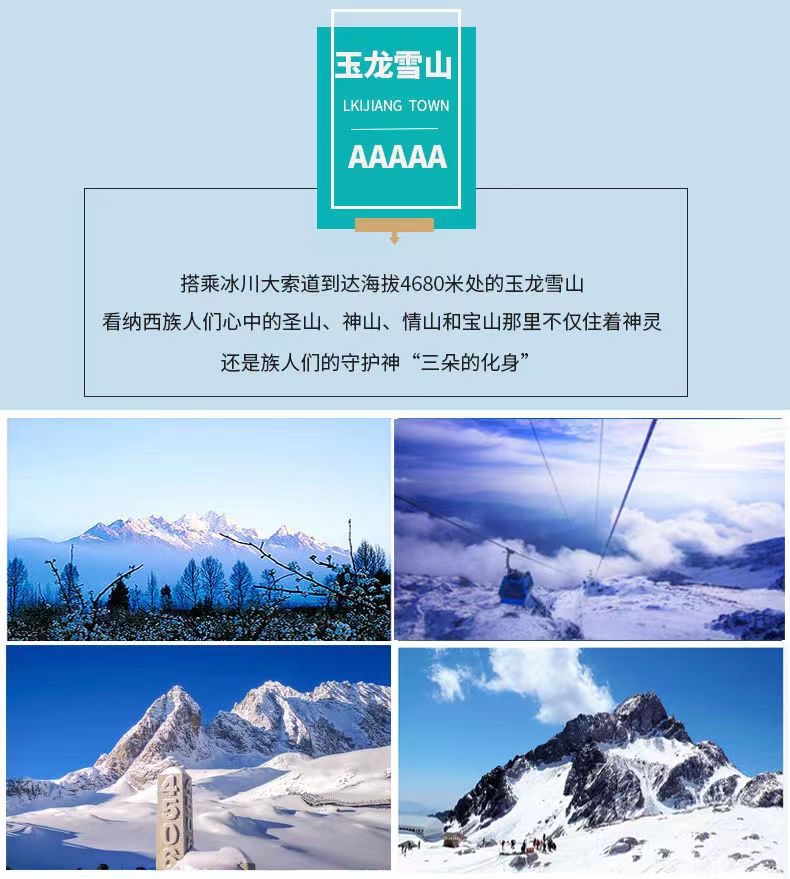 玉龙雪山
LKIJIANG TOWN
AAAAA
搭乘冰川大索道到达海拔4680米处的玉龙雪山
看纳西族人们心中的圣山、神山、情山和宝山那里不仅住着神灵
还是族人们的守护神“三朵的化身”
4506